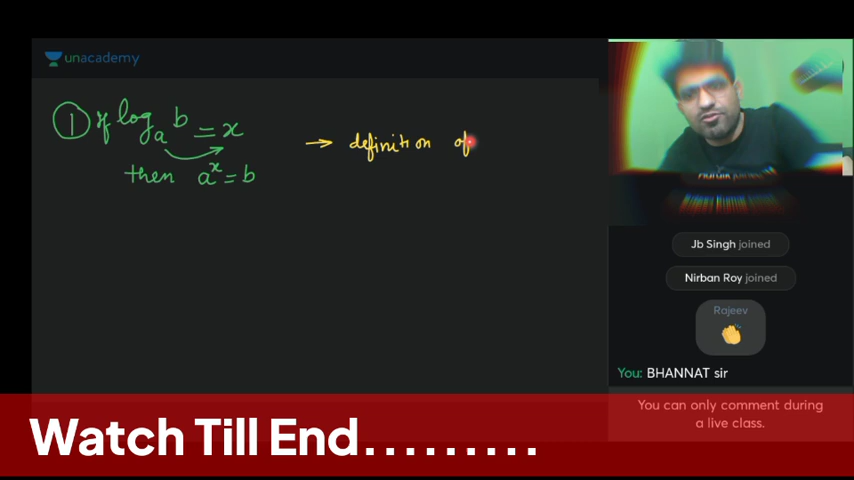 unacademy
① If log_a b = x
→ definition of
then a^x = b
Jb Singh joined
Nirban Roy joined
Rajeev
You: BHANNAT sir
You can only comment during
a live class.
Watch Till End.........